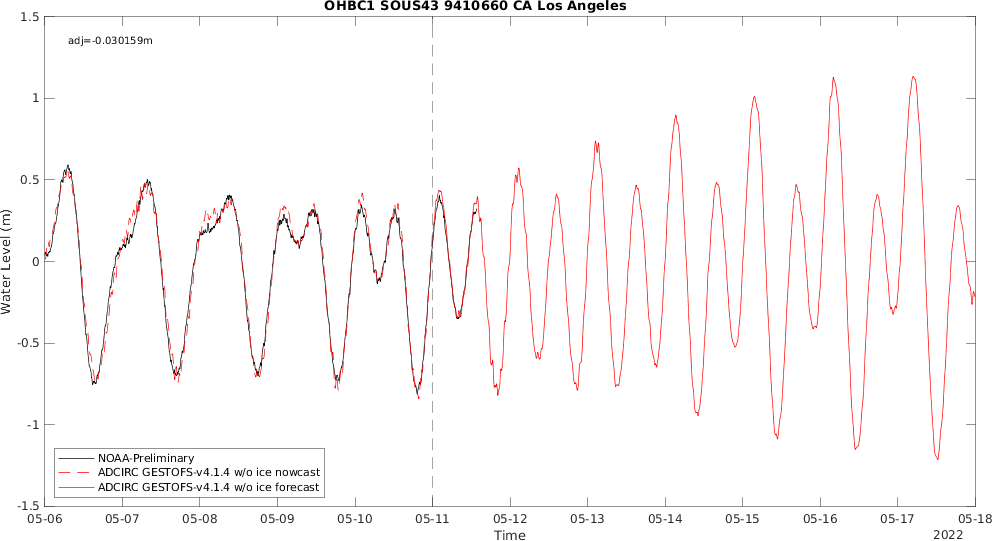 OHBC1 SOUS43 9410660 CA Los Angeles
adj=-0.030159m
1.5
1
0.5
0
-0.5
-1
-1.5
Water Level (m)
NOAA-Preliminary
ADCIRC GESTOFS-v4.1.4 w/o ice nowcast
ADCIRC GESTOFS-v4.1.4 w/o ice forecast
05-06 05-07 05-08 05-09 05-10 05-11 05-12 05-13 05-14 05-15 05-16 05-17 05-18
Time
2022